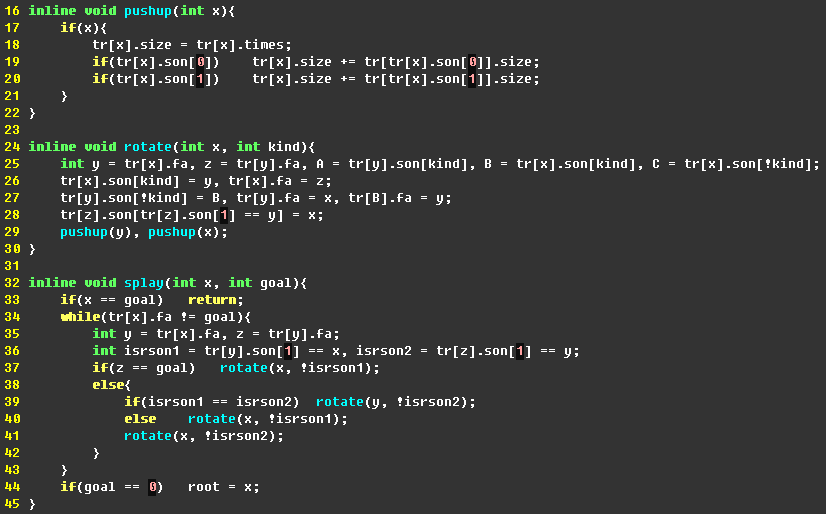 16 inline void pushup(int x){
17     if(x){
18         tr[x].size = tr[x].times;
19         if(tr[x].son[0])    tr[x].size += tr[tr[x].son[0]].size;
20         if(tr[x].son[1])    tr[x].size += tr[tr[x].son[1]].size;
21     }
22 }
23
24 inline void rotate(int x, int kind){
25     int y = tr[x].fa, z = tr[y].fa, A = tr[y].son[kind], B = tr[x].son[kind], C = tr[x].son[!kind];
26     tr[x].son[kind] = y, tr[x].fa = z;
27     tr[y].son[!kind] = B, tr[y].fa = x, tr[B].fa = y;
28     tr[z].son[tr[z].son[1] == y] = x;
29     pushup(y), pushup(x);
30 }
31
32 inline void splay(int x, int goal){
33     if(x == goal)   return;
34     while(tr[x].fa != goal){
35         int y = tr[x].fa, z = tr[y].fa;
36         int isrson1 = tr[y].son[1] == x, isrson2 = tr[z].son[1] == y;
37         if(z == goal)   rotate(x, !isrson1);
38         else{
39             if(isrson1 == isrson2)  rotate(y, !isrson2);
40             else    rotate(x, !isrson1);
41             rotate(x, !isrson2);
42         }
43     }
44     if(goal == 0)   root = x;
45 }